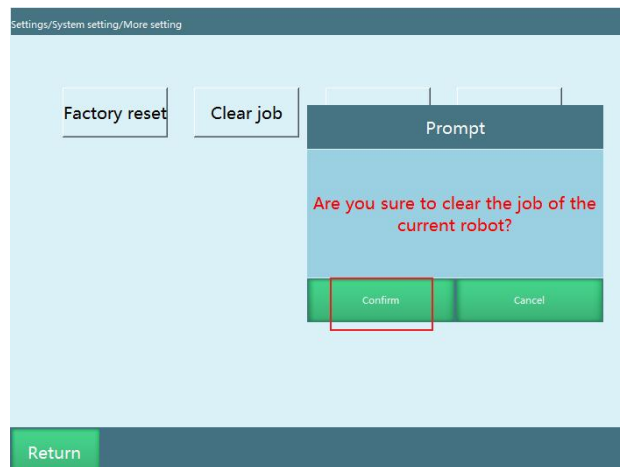 Settings/System setting/More setting
Factory reset
Clear job
Prompt
Are you sure to clear the job of the
current robot?
Confirm
Cancel
Return